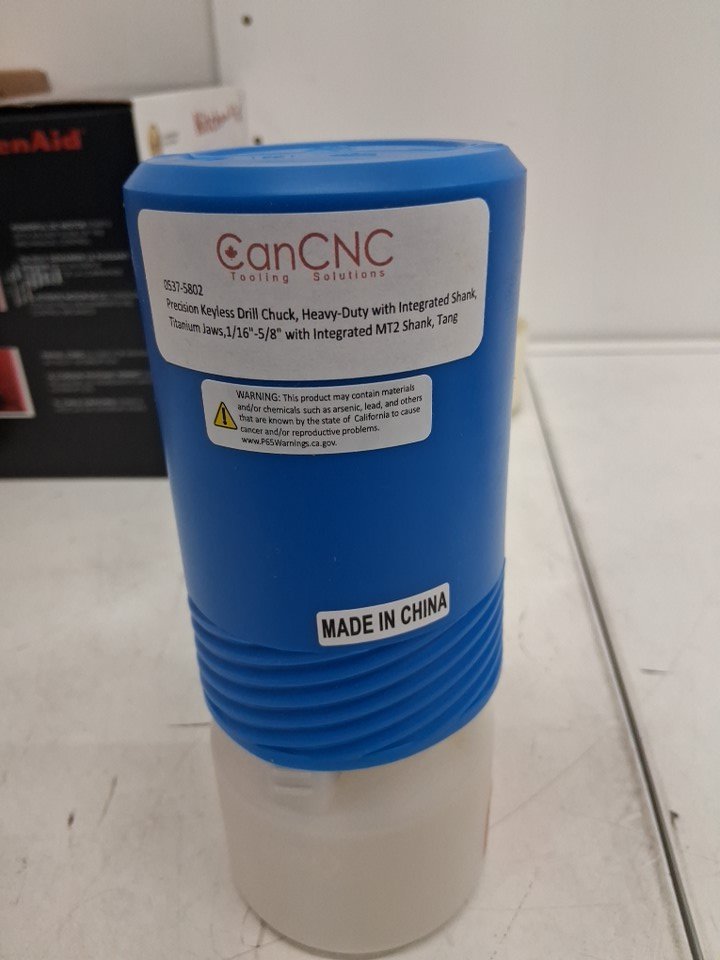 CanCNC
Tooling Solutions
0537-5802
Precision Keyless Drill Chuck, Heavy-Duty with Integrated Shank,
Titanium Jaws,1/16"-5/8" with Integrated MT2 Shank, Tang
WARNING: This product may contain materials
and/or chemicals such as arsenic, lead, and others
that are known by the state of California to cause
cancer and/or reproductive problems.
www.P65Warnings.ca.gov.
MADE IN CHINA
enAid